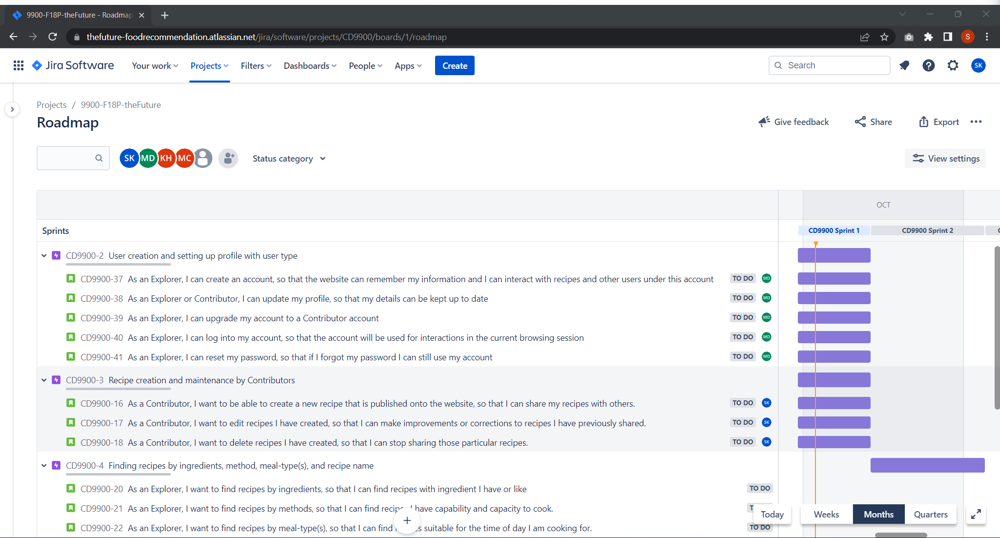 9900-F18P-theFuture - Roadmap
thefuture-foodrecommendation.atlassian.net/jira/software/projects/CD9900/boards/1/roadmap
S
Jira Software Your work Projects Filters Dashboards People Apps Create Search SK
Projects / 9900-F18P-theFuture
Roadmap
Give feedback Share Export
SK MD KH MC Status category View settings
OCT
Sprints CD9900 Sprint 1 CD9900 Sprint 2
CD9900-2 User creation and setting up profile with user type
CD9900-37 As an Explorer, I can create an account, so that the website can remember my information and I can interact with recipes and other users under this account TO DO MD
CD9900-38 As an Explorer or Contributor, I can update my profile, so that my details can be kept up to date TO DO MD
CD9900-39 As an Explorer, I can upgrade my account to a Contributor account TO DO MD
CD9900-40 As an Explorer, I can log into my account, so that the account will be used for interactions in the current browsing session TO DO MD
CD9900-41 As an Explorer, I can reset my password, so that if I forgot my password I can still use my account TO DO MD
CD9900-3 Recipe creation and maintenance by Contributors
CD9900-16 As a Contributor, I want to be able to create a new recipe that is published onto the website, so that I can share my recipes with others. TO DO SK
CD9900-17 As a Contributor, I want to edit recipes I have created, so that I can make improvements or corrections to recipes I have previously shared. TO DO SK
CD9900-18 As a Contributor, I want to delete recipes I have created, so that I can stop sharing those particular recipes. TO DO SK
CD9900-4 Finding recipes by ingredients, method, meal-type(s), and recipe name
CD9900-20 As an Explorer, I want to find recipes by ingredients, so that I can find recipes with ingredient I have or like TO DO
CD9900-21 As an Explorer, I want to find recipes by methods, so that I can find I have capability and capacity to cook.
Today Weeks Months Quarters
CD9900-22 As an Explorer, I want to find recipes by meal-type(s), so that I can find suitable for the time of day I am cooking for. TO DO